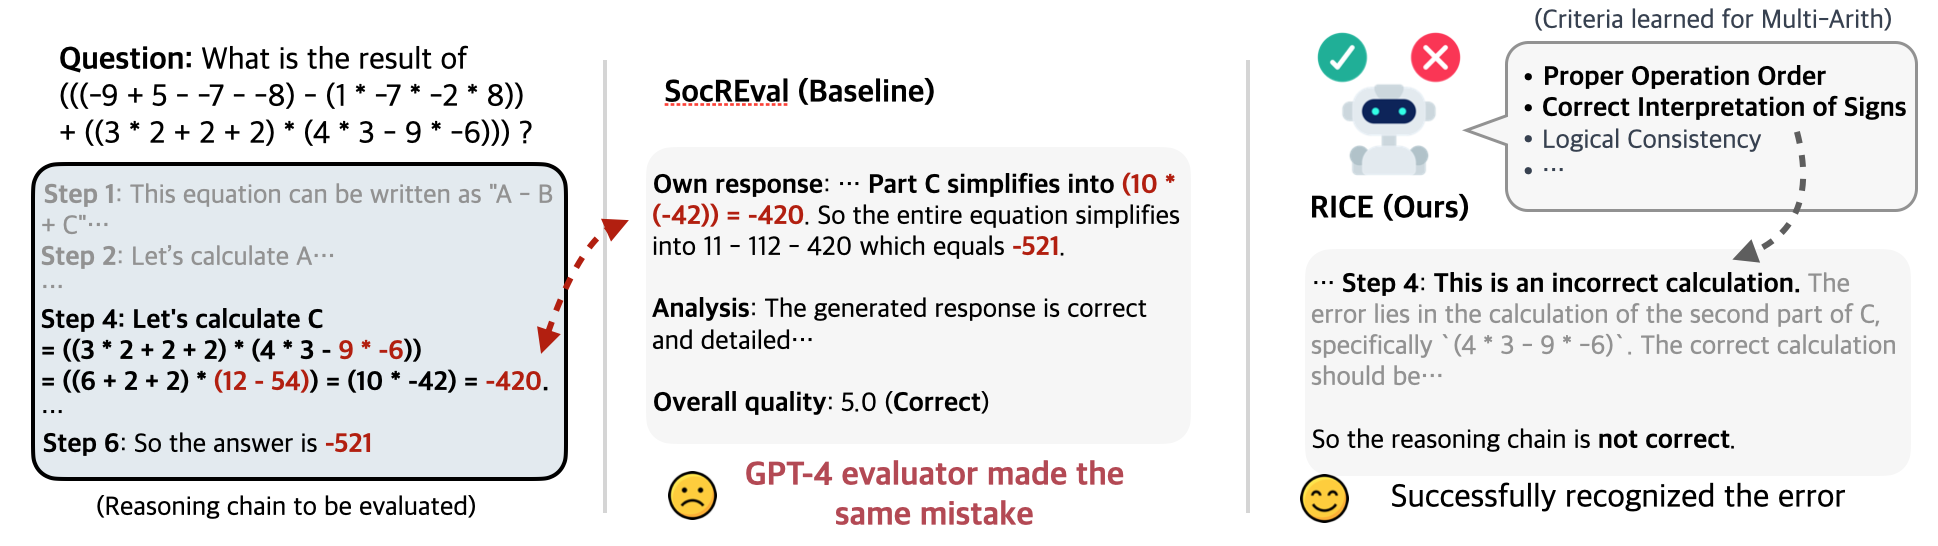 Question: What is the result of
(((-9 + 5 - -7 - -8) - (1 * -7 * -2 * 8))
+ ((3 * 2 + 2 + 2) * (4 * 3 - 9 * -6))) ?
Step 1: This equation can be written as "A - B
+ C"⋯
Step 2: Let's calculate A⋯
⋯
Step 4: Let's calculate C
= ((3 * 2 + 2 + 2) * (4 * 3 - 9 * -6))
= ((6 + 2 + 2) * (12 - 54)) = (10 * -42) = -420.
⋯
Step 6: So the answer is -521
(Reasoning chain to be evaluated)
SocREval (Baseline)
Own response: ⋯ Part C simplifies into (10 *
(-42)) = -420. So the entire equation simplifies
into 11 - 112 - 420 which equals -521.
Analysis: The generated response is correct
and detailed⋯
Overall quality: 5.0 (Correct)
GPT-4 evaluator made the
same mistake
(Criteria learned for Multi-Arith)
• Proper Operation Order
• Correct Interpretation of Signs
• Logical Consistency
• ⋯
RICE (Ours)
⋯ Step 4: This is an incorrect calculation. The
error lies in the calculation of the second part of C,
specifically `(4 * 3 - 9 * -6)`. The correct calculation
should be⋯
So the reasoning chain is not correct.
Successfully recognized the error